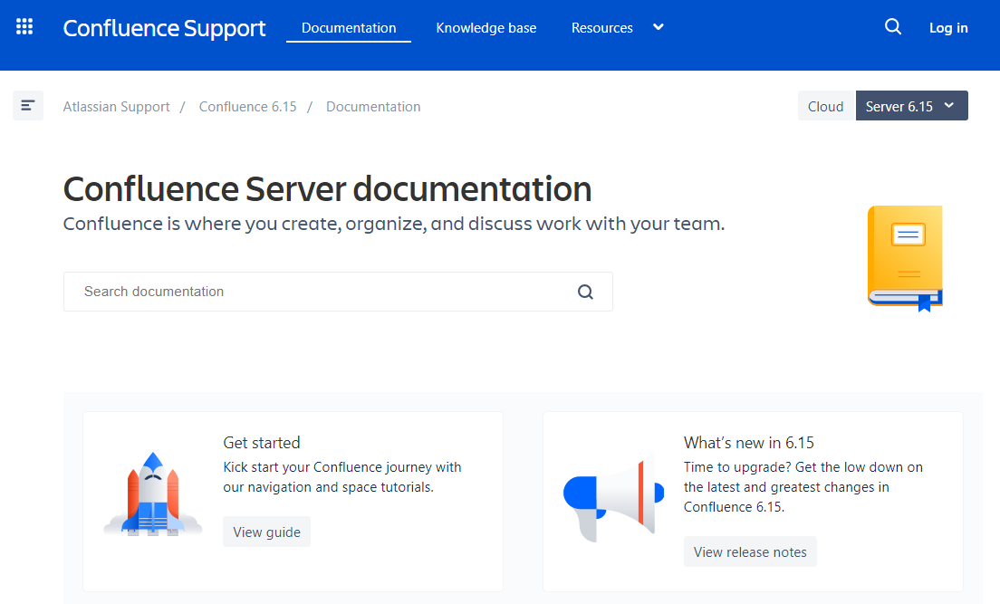 Confluence Support
Documentation
Knowledge base
Resources
Log in
Atlassian Support / Confluence 6.15 / Documentation
Cloud
Server 6.15
Confluence Server documentation
Confluence is where you create, organize, and discuss work with your team.
Search documentation
Get started
Kick start your Confluence journey with
our navigation and space tutorials.
View guide
What's new in 6.15
Time to upgrade? Get the low down on
the latest and greatest changes in
Confluence 6.15.
View release notes